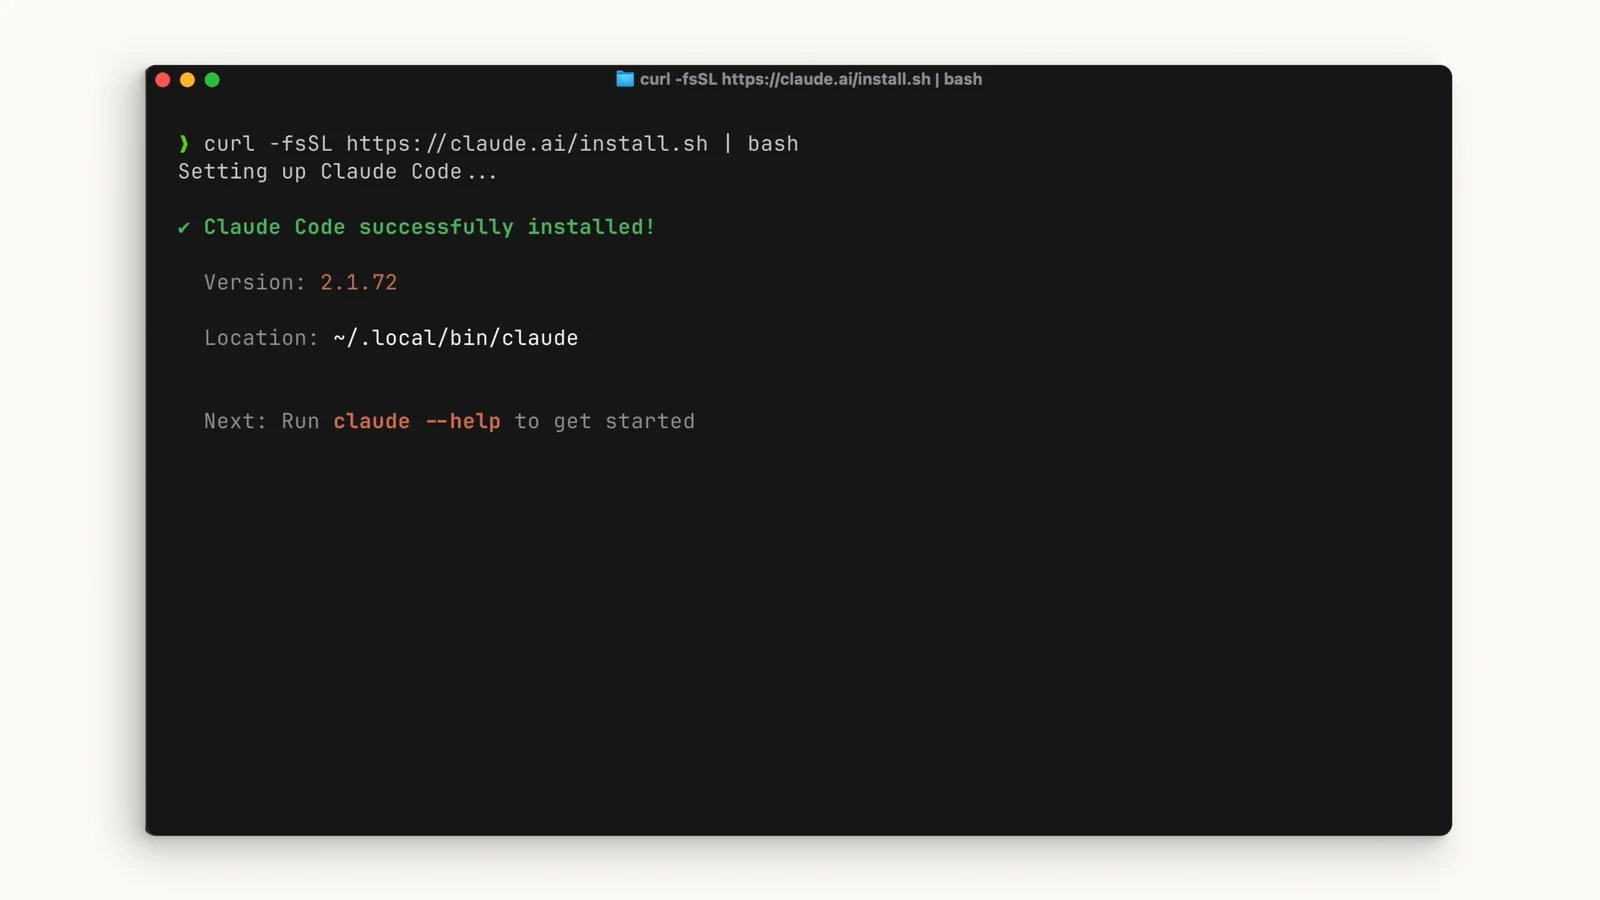 curl -fsSL https://claude.ai/install.sh | bash
❯ curl -fsSL https://claude.ai/install.sh | bash
Setting up Claude Code...
✔ Claude Code successfully installed!
Version: 2.1.72
Location: ~/.local/bin/claude
Next: Run claude --help to get started